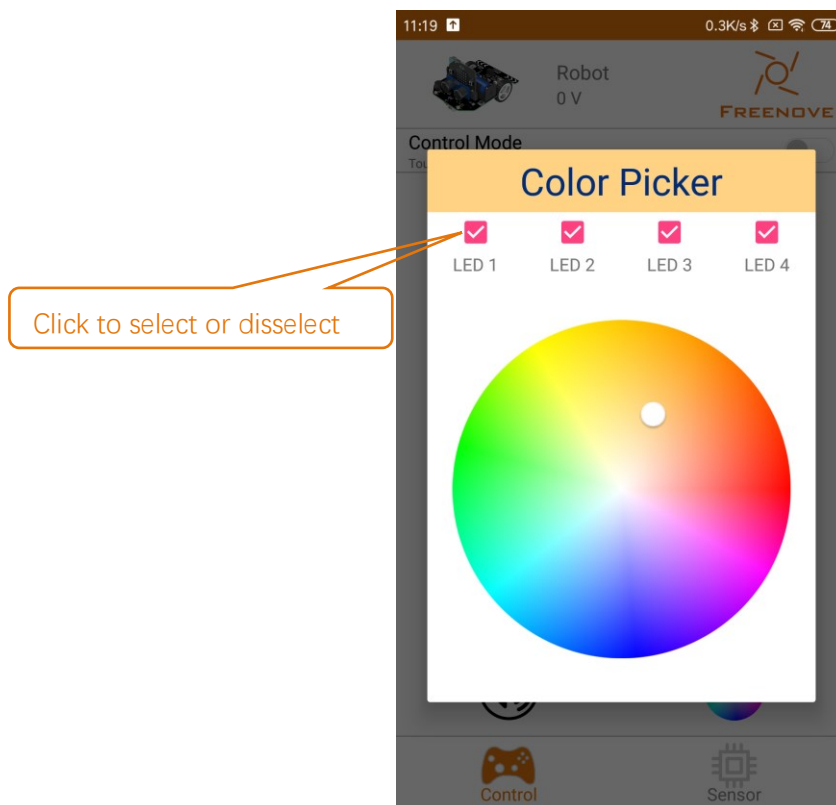 11:19 0.3K/s 74
Robot
0 V
FREENOVE
Control Mode
Tou
Color Picker
LED 1 LED 2 LED 3 LED 4
Click to select or disselect
Control Sensor